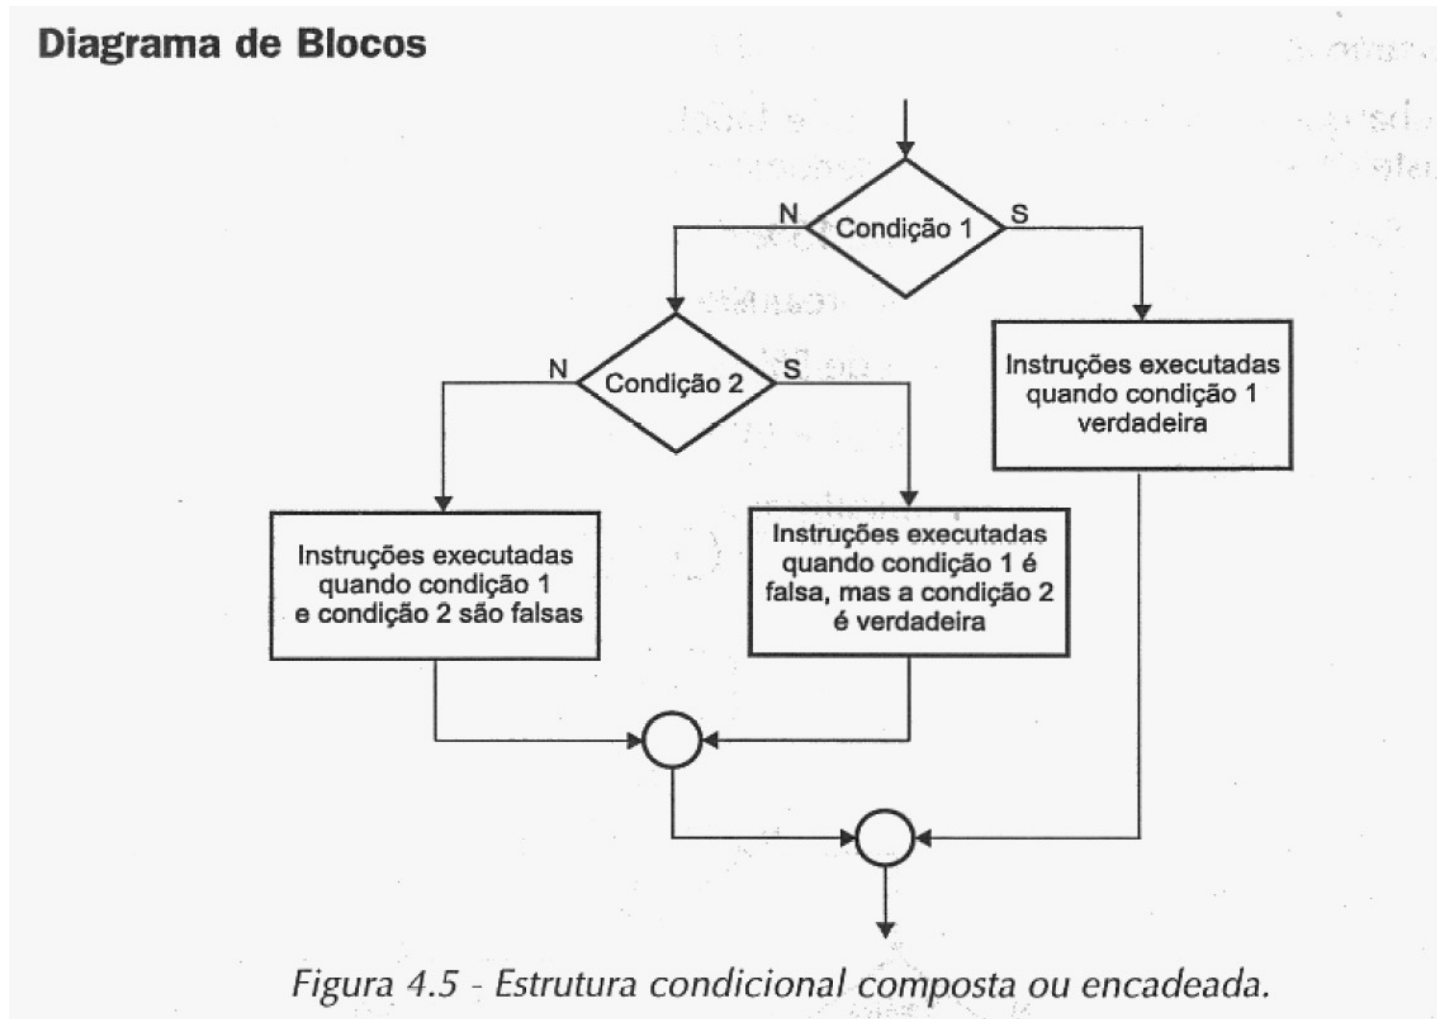 Diagrama de Blocos
N
Condição 1
S
N
Condição 2
S
Instruções executadas
quando condição 1
verdadeira
Instruções executadas
quando condição 1
e condição 2 são falsas
Instruções executadas
quando condição 1 é
falsa, mas a condição 2
é verdadeira
Figura 4.5 - Estrutura condicional composta ou encadeada.